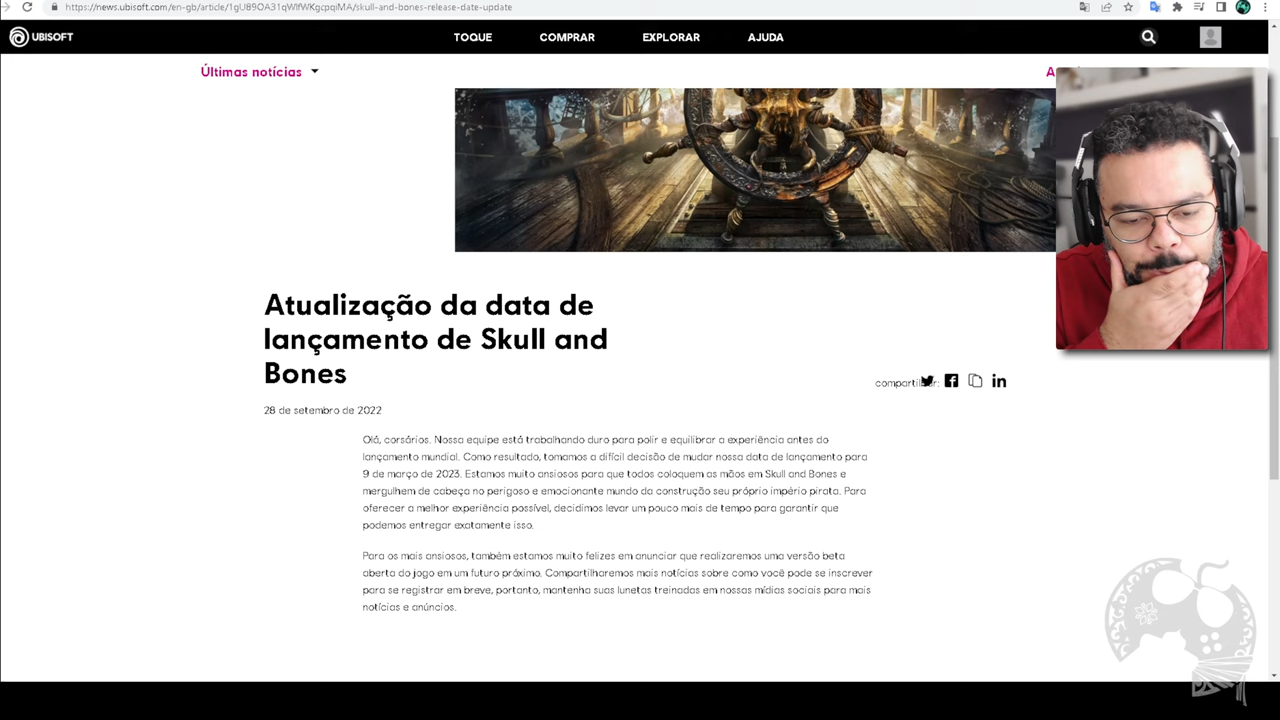 https://news.ubisoft.com/en-gb/article/1gU89OA31qWlfWKgcpqiMA/skull-and-bones-release-date-update
UBISOFT TOQUE COMPRAR EXPLORAR AJUDA
Últimas notícias
Atualização da data de
lançamento de Skull and
Bones
28 de setembro de 2022
Olá, corsários. Nossa equipe está trabalhando duro para polir e equilibrar a experiência antes do
lançamento mundial. Como resultado, tomamos a difícil decisão de mudar nossa data de lançamento para
9 de março de 2023. Estamos muito ansiosos para que todos coloquem as mãos em Skull and Bones e
mergulhem de cabeça no perigoso e emocionante mundo da construção seu próprio império pirata. Para
oferecer a melhor experiência possível, decidimos levar um pouco mais de tempo para garantir que
podemos entregar exatamente isso.
Para os mais ansiosos, também estamos muito felizes em anunciar que realizaremos uma versão beta
aberta do jogo em um futuro próximo. Compartilharemos mais notícias sobre como você pode se inscrever
para se registrar em breve, portanto, mantenha suas lunetas treinadas em nossas mídias sociais para mais
notícias e anúncios.